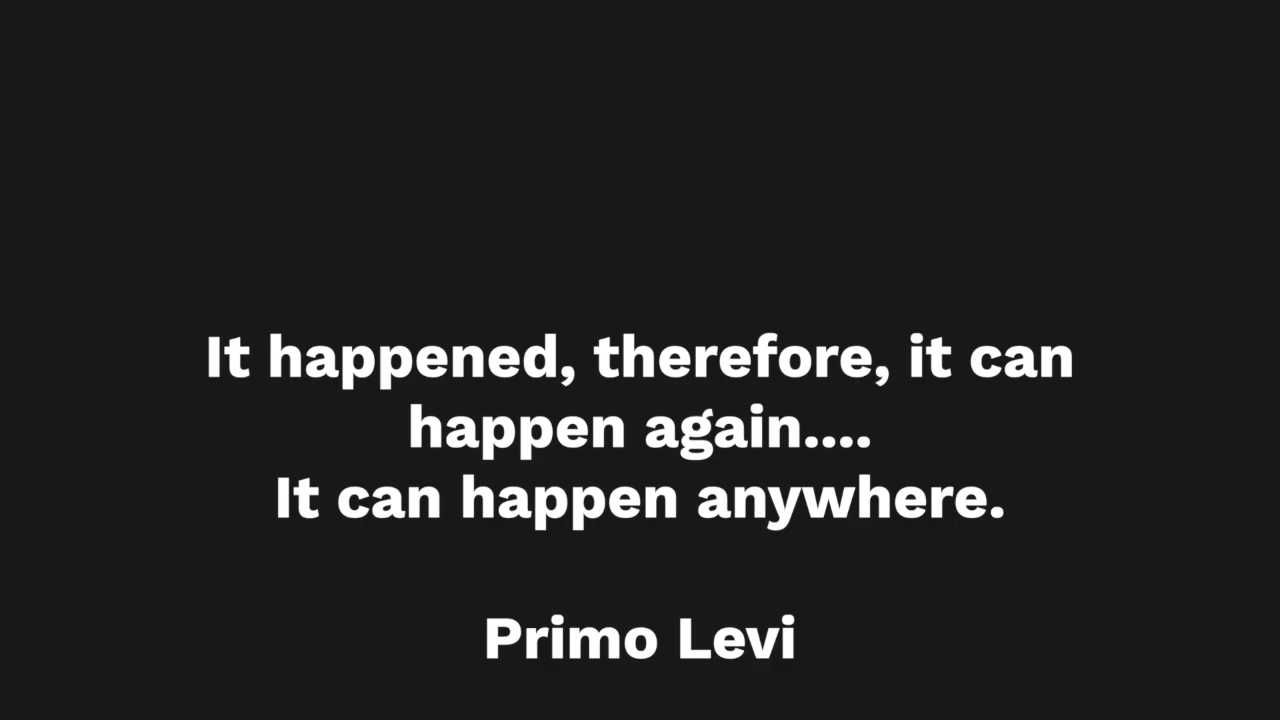 It happened, therefore, it can
happen again....
It can happen anywhere.
Primo Levi